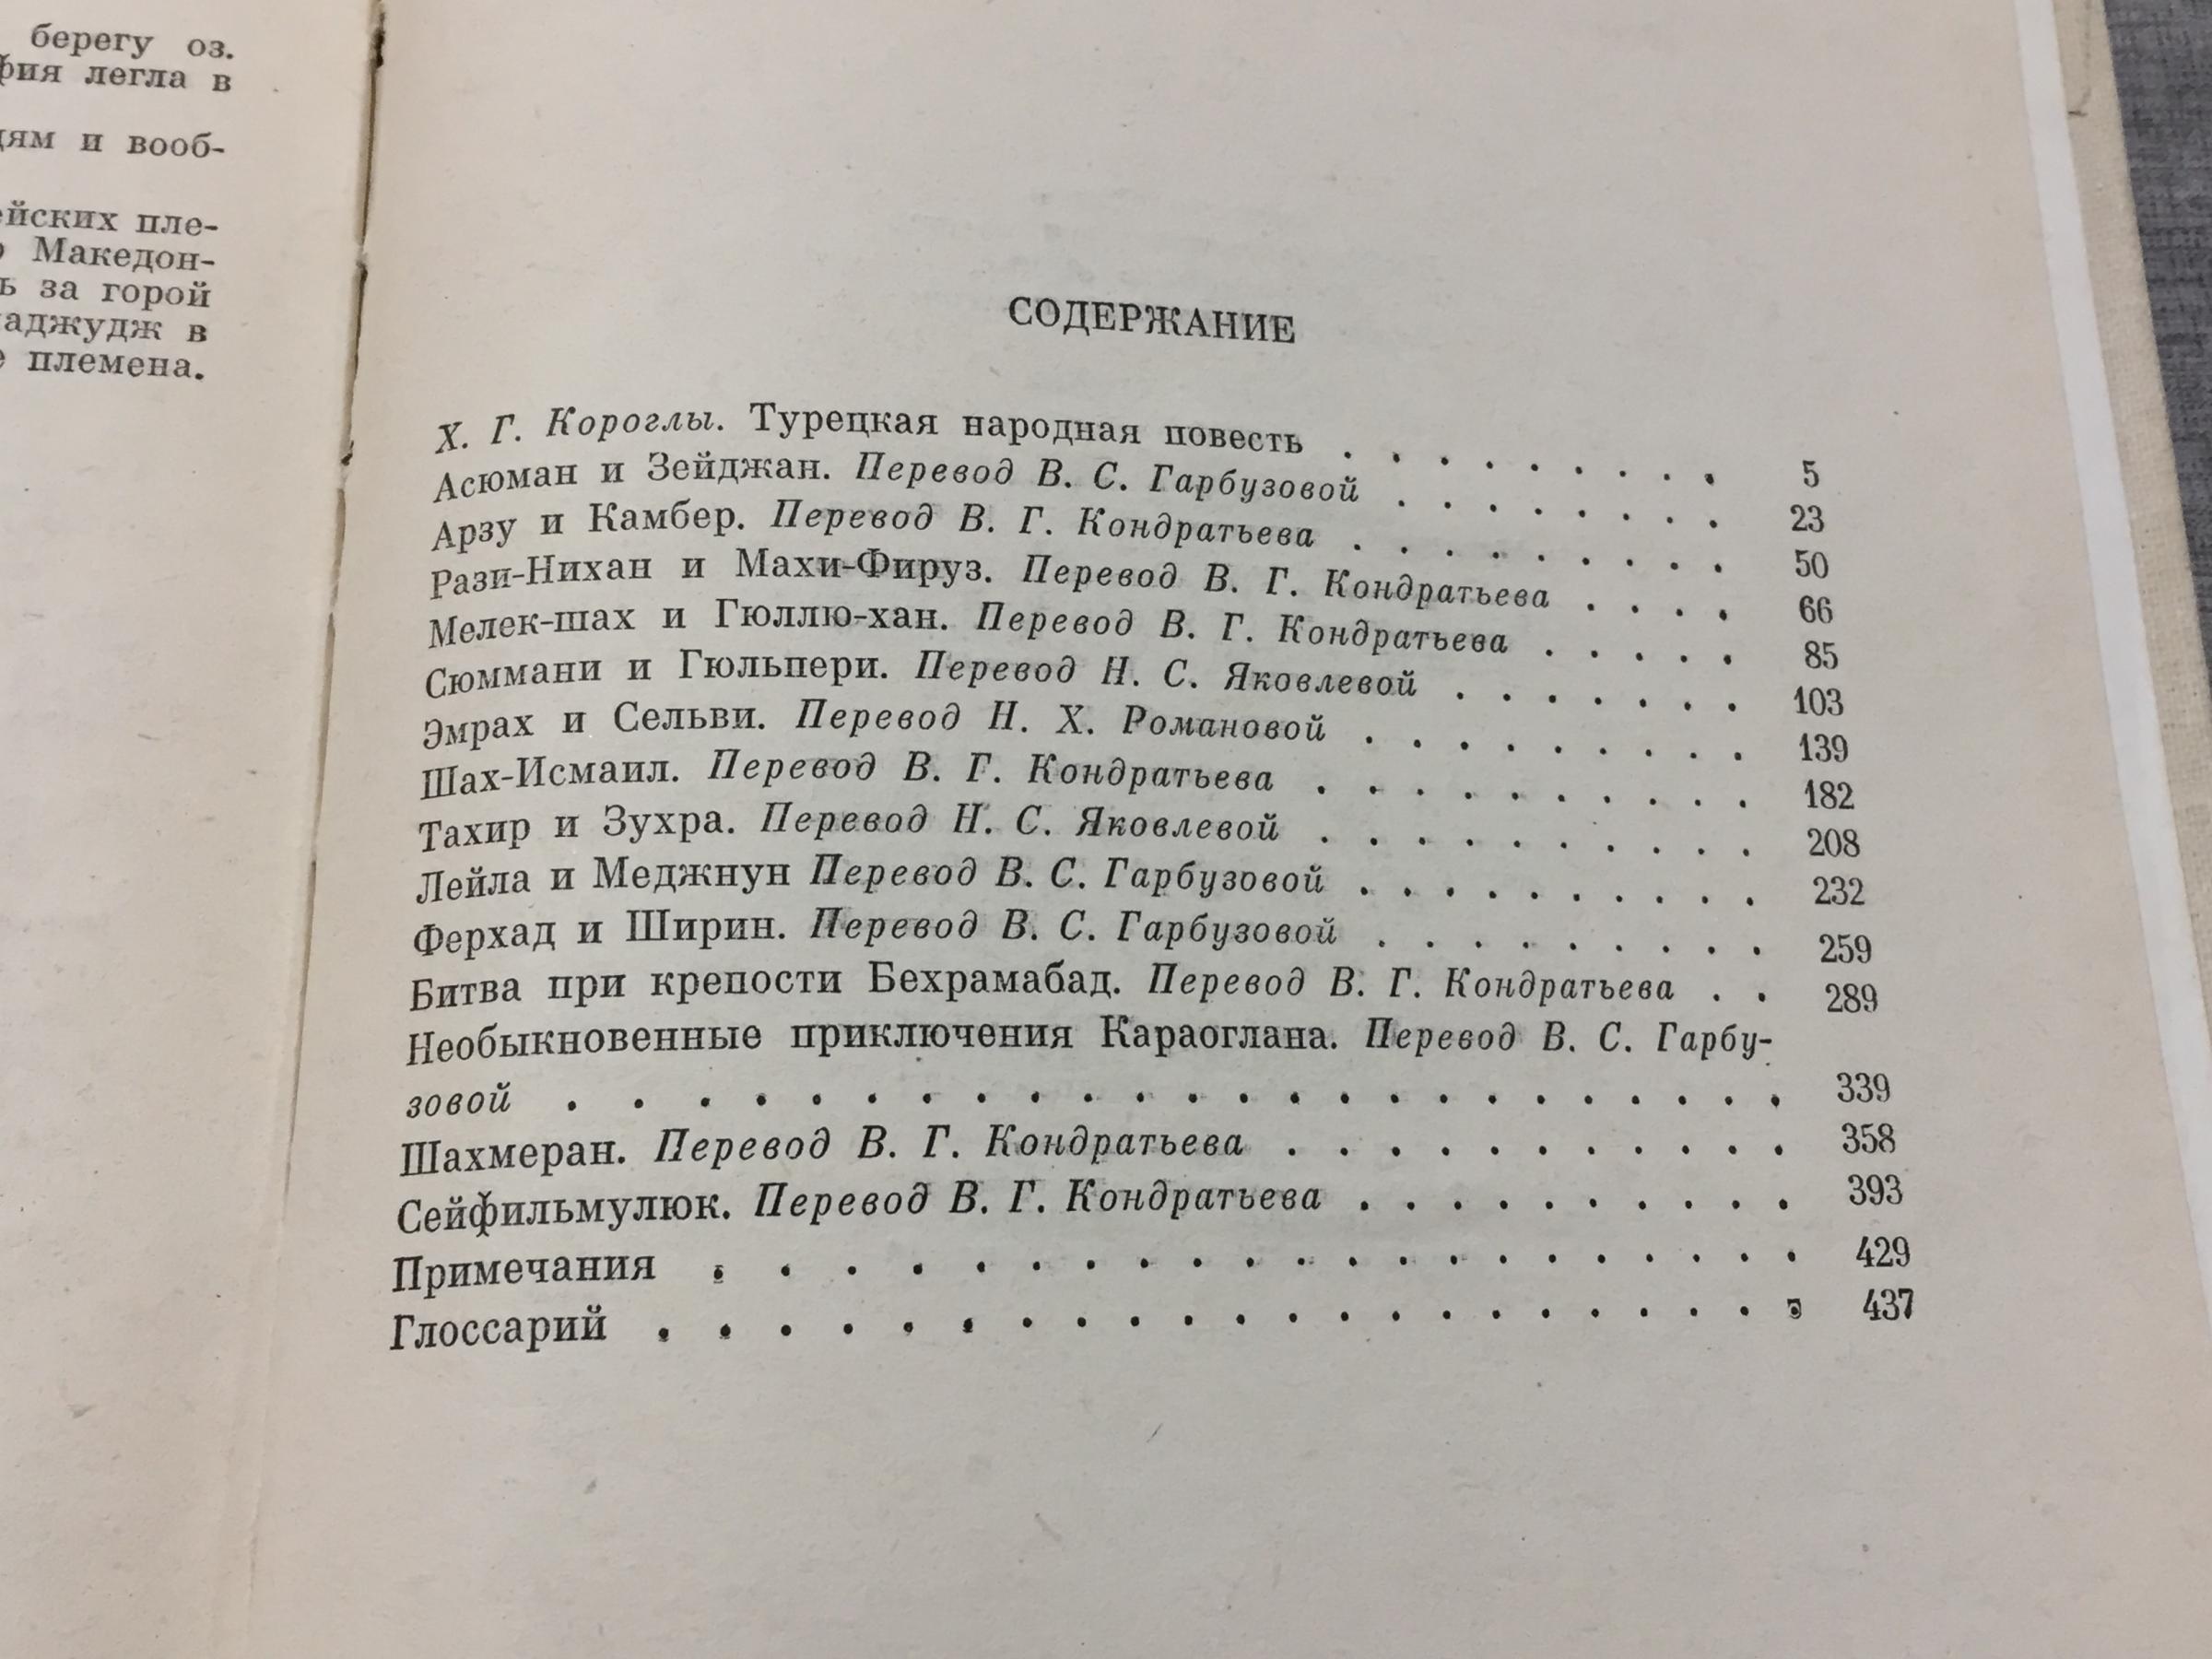 берегу оз.
легла в
и вооб-
пле-
Македон-
за горой
в
племена.
СОДЕРЖАНИЕ
Х. Г. Короглы. Турецкая народная повесть . . . . . . . . . 5
Асюман и Зейджан. Перевод В. С. Гарбузовой . . . . . . . . 23
Арзу и Камбер. Перевод В. Г. Кондратьева . . . . . . . . . 50
Рази-Нихан и Махи-Фируз. Перевод В. Г. Кондратьева . . . . 66
Мелек-шах и Гюллю-хан. Перевод В. Г. Кондратьева . . . . . 85
Сюммани и Гюльпери. Перевод Н. С. Яковлевой . . . . . . . 103
Эмрах и Сельви. Перевод Н. Х. Романовой . . . . . . . . . 139
Шах-Исмаил. Перевод В. Г. Кондратьева . . . . . . . . . . 182
Тахир и Зухра. Перевод Н. С. Яковлевой . . . . . . . . . . 208
Лейла и Меджнун Перевод В. С. Гарбузовой . . . . . . . . . . 232
Ферхад и Ширин. Перевод В. С. Гарбузовой . . . . . . . . . 259
Битва при крепости Бехрамабад. Перевод В. Г. Кондратьева . . 289
Необыкновенные приключения Караоглана. Перевод В. С. Гарбу-
зовой . . . . . . . . . . . . . . . . . . . . . . 339
Шахмеран. Перевод В. Г. Кондратьева . . . . . . . . . . . 358
Сейфильмулюк. Перевод В. Г. Кондратьева . . . . . . . . . . 393
Примечания . . . . . . . . . . . . . . . . . . . 429
Глоссарий . . . . . . . . . . . . . . . . . . . . . 437